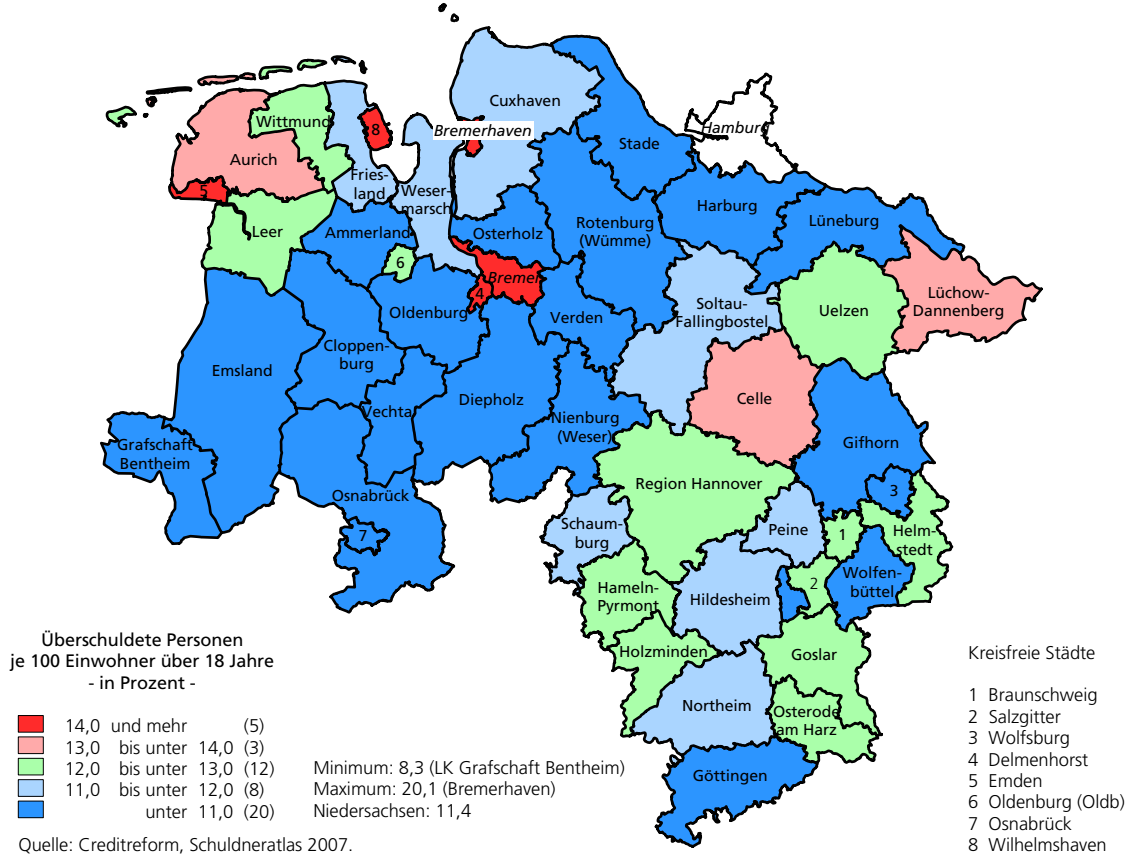 Cuxhaven
Bremerhaven
Hamburg
Wittmund
8
Stade
Aurich
Fries-
land
5
Weser-
marsch
Harburg
Lüneburg
Leer
Ammerland
Osterholz
Rotenburg
(Wümme)
6
Bremen
4
Lüchow-
Dannenberg
Soltau-
Fallingbostel
Uelzen
Oldenburg
Verden
Cloppen-
burg
Emsland
Vechta
Diepholz
Celle
Nienburg
(Weser)
Gifhorn
Grafschaft
Bentheim
Region Hannover
3
Osnabrück
7
Schaum-
burg
Peine
1
Helm-
stedt
Hameln-
Pyrmont
Hildesheim
2
Wolfen-
büttel
Holzminden
Goslar
Northeim
Osterode
am Harz
Göttingen
Überschuldete Personen
je 100 Einwohner über 18 Jahre
- in Prozent -
14,0 und mehr (5)
13,0 bis unter 14,0 (3)
12,0 bis unter 13,0 (12)
11,0 bis unter 12,0 (8)
unter 11,0 (20)
Minimum: 8,3 (LK Grafschaft Bentheim)
Maximum: 20,1 (Bremerhaven)
Niedersachsen: 11,4
Quelle: Creditreform, Schuldneratlas 2007.
Kreisfreie Städte
1 Braunschweig
2 Salzgitter
3 Wolfsburg
4 Delmenhorst
5 Emden
6 Oldenburg (Oldb)
7 Osnabrück
8 Wilhelmshaven